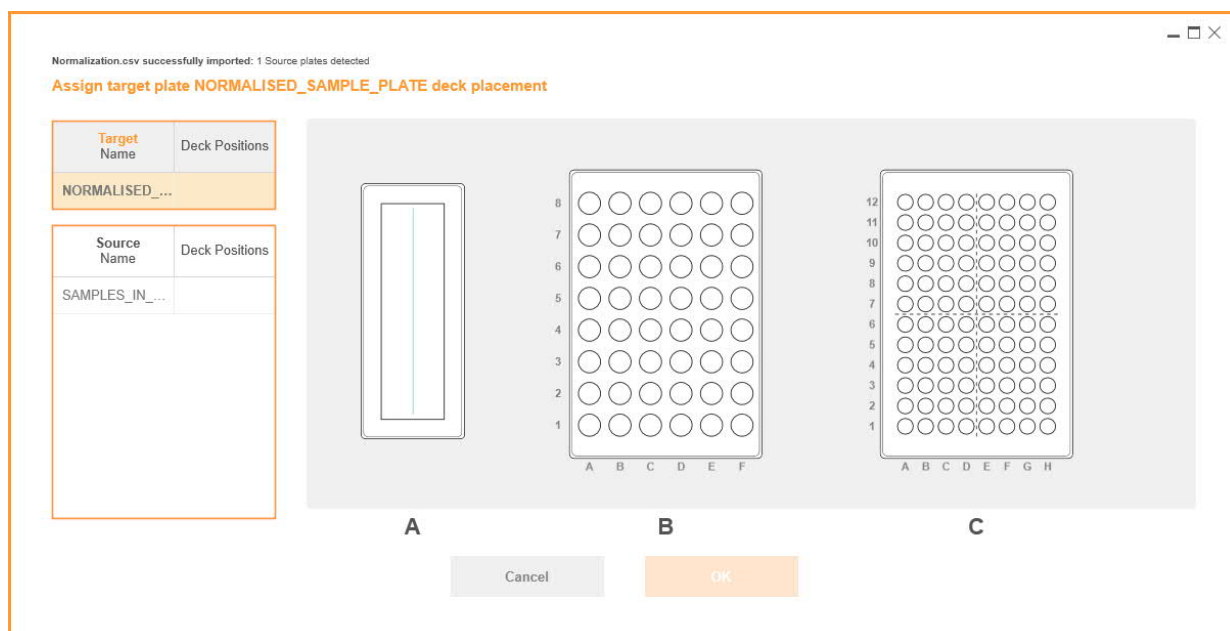 Normalization.csv successfully imported: 1 Source plates detected
Assign target plate NORMALISED_SAMPLE_PLATE deck placement
Target
Name
Deck Positions
NORMALISED_...
Source
Name
Deck Positions
SAMPLES_IN_...
8
7
6
5
4
3
2
1
A B C D E F
12
11
10
9
8
7
6
5
4
3
2
1
A B C D E F G H
A B C
Cancel OK